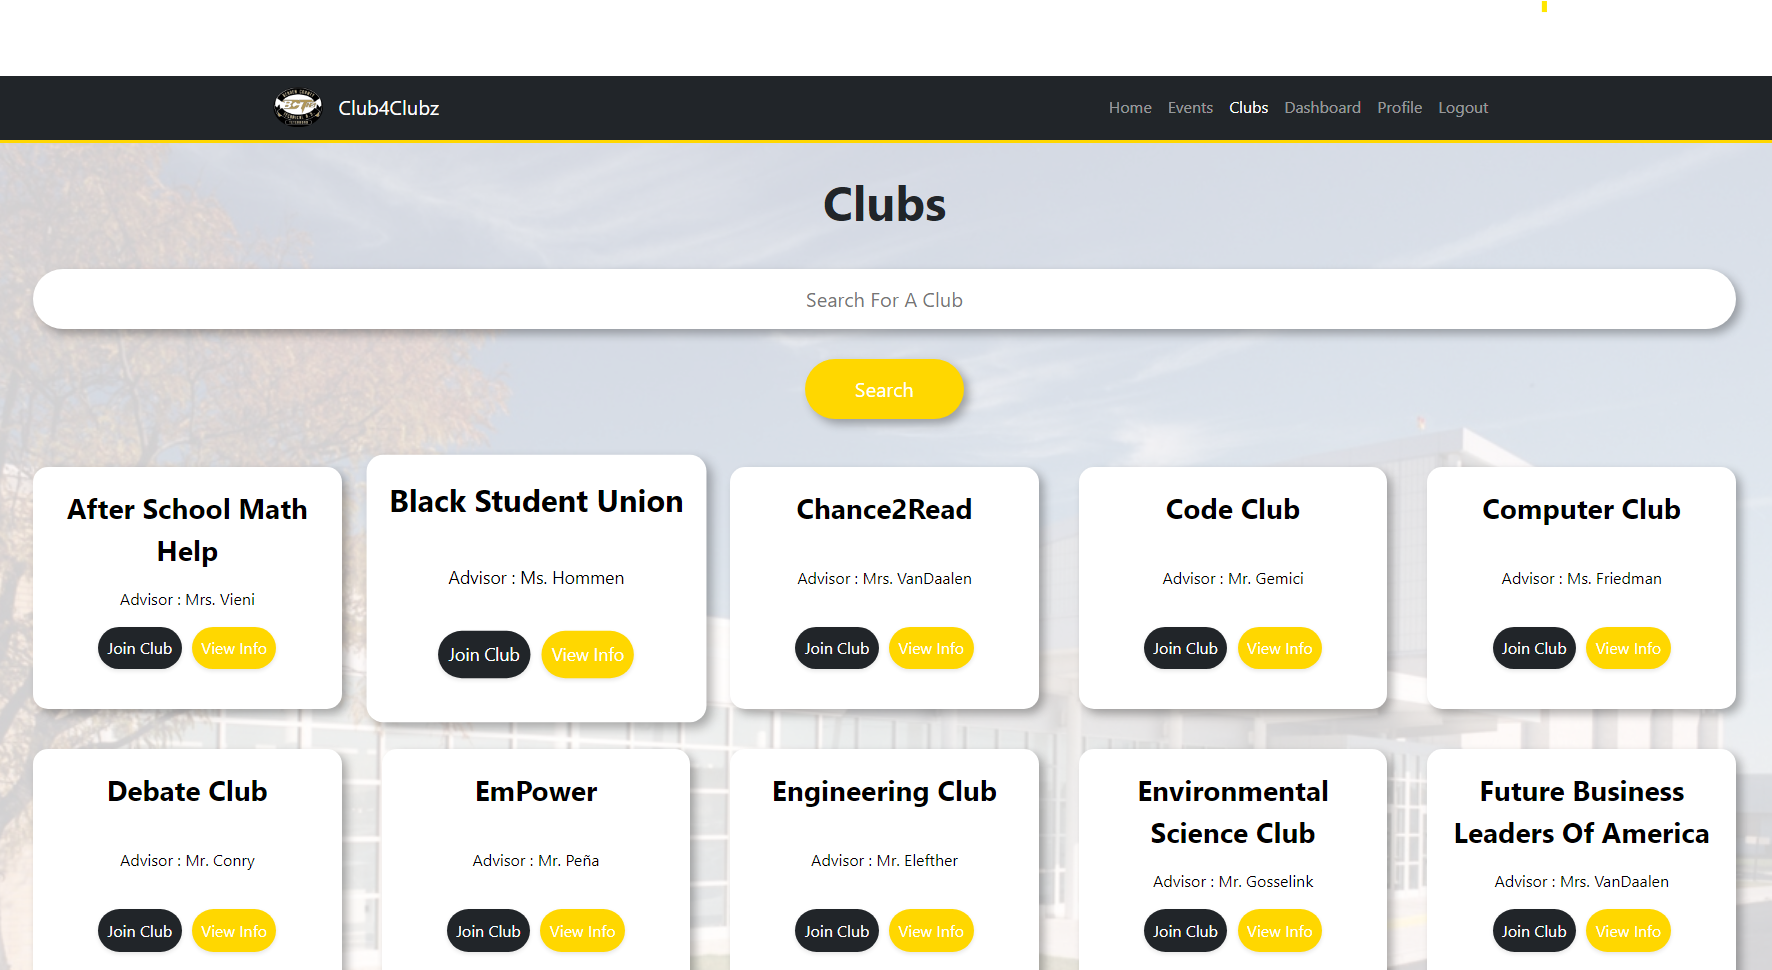 Club4Clubz
Home Events Clubs Dashboard Profile Logout
Clubs
Search For A Club
Search
After School Math
Help
Advisor : Mrs. Vieni
Join Club View Info
Black Student Union
Advisor : Ms. Hommen
Join Club View Info
Chance2Read
Advisor : Mrs. VanDaalen
Join Club View Info
Code Club
Advisor : Mr. Gemici
Join Club View Info
Computer Club
Advisor : Ms. Friedman
Join Club View Info
Debate Club
Advisor : Mr. Conry
Join Club View Info
EmPower
Advisor : Mr. Peña
Join Club View Info
Engineering Club
Advisor : Mr. Elefther
Join Club View Info
Environmental
Science Club
Advisor : Mr. Gosselink
Join Club View Info
Future Business
Leaders Of America
Advisor : Mrs. VanDaalen
Join Club View Info